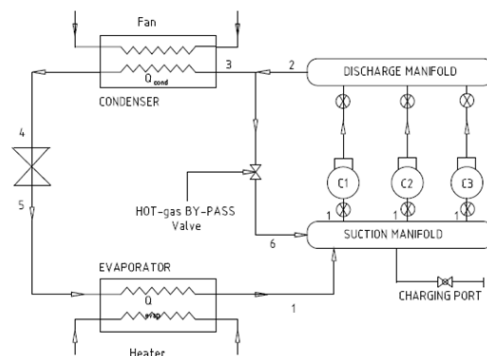 Fan
Q cond
3
2
DISCHARGE MANIFOLD
CONDENSER
4
C1
C2
C3
5
HOT-gas BY-PASS
Valve
1
1
1
SUCTION MANIFOLD
6
EVAPORATOR
Q
evap
1
CHARGING PORT
Heater